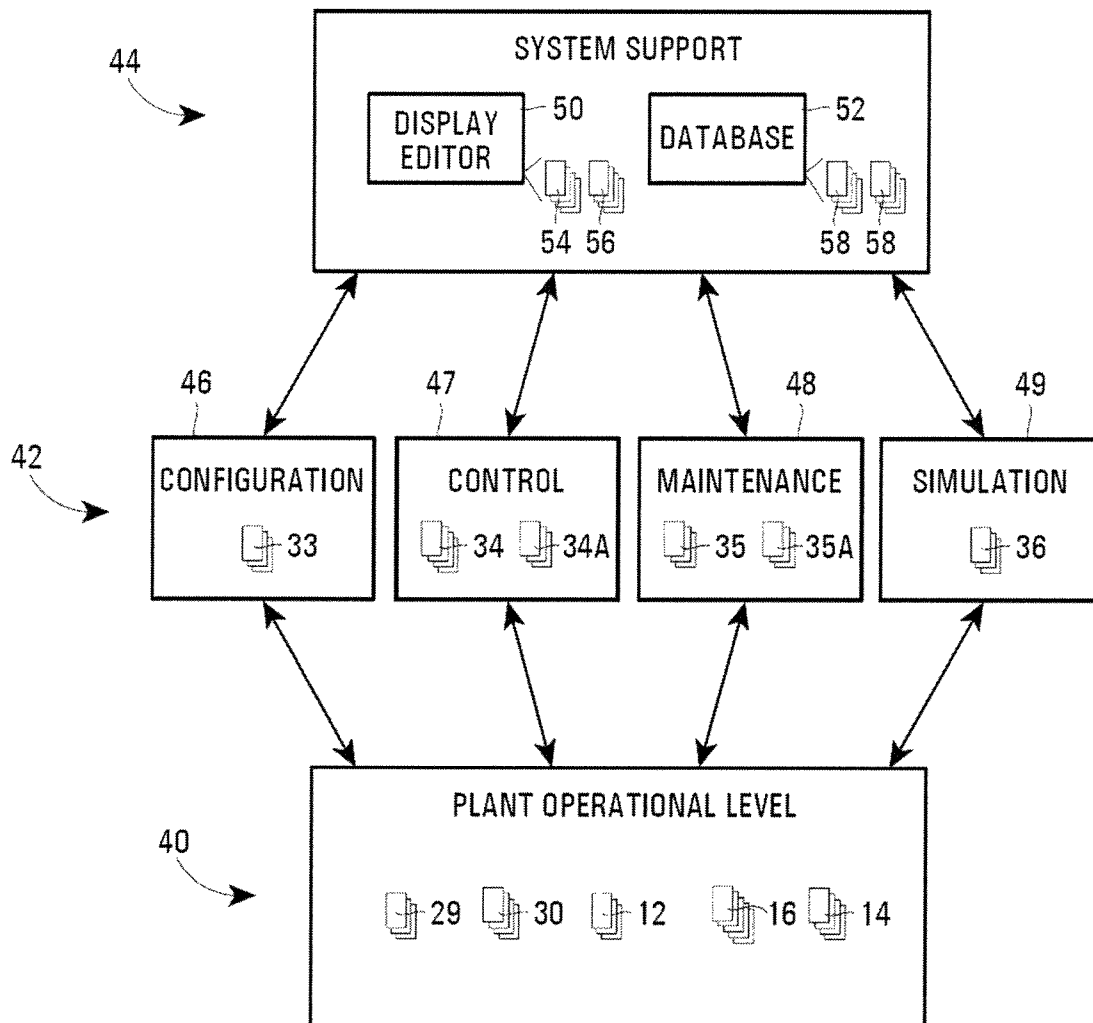 SYSTEM SUPPORT
44
DISPLAY
EDITOR
50
DATABASE
52
54
56
58
58
46
47
48
49
42
CONFIGURATION
CONTROL
MAINTENANCE
SIMULATION
33
34
34A
35
35A
36
PLANT OPERATIONAL LEVEL
40
29
30
12
16
14